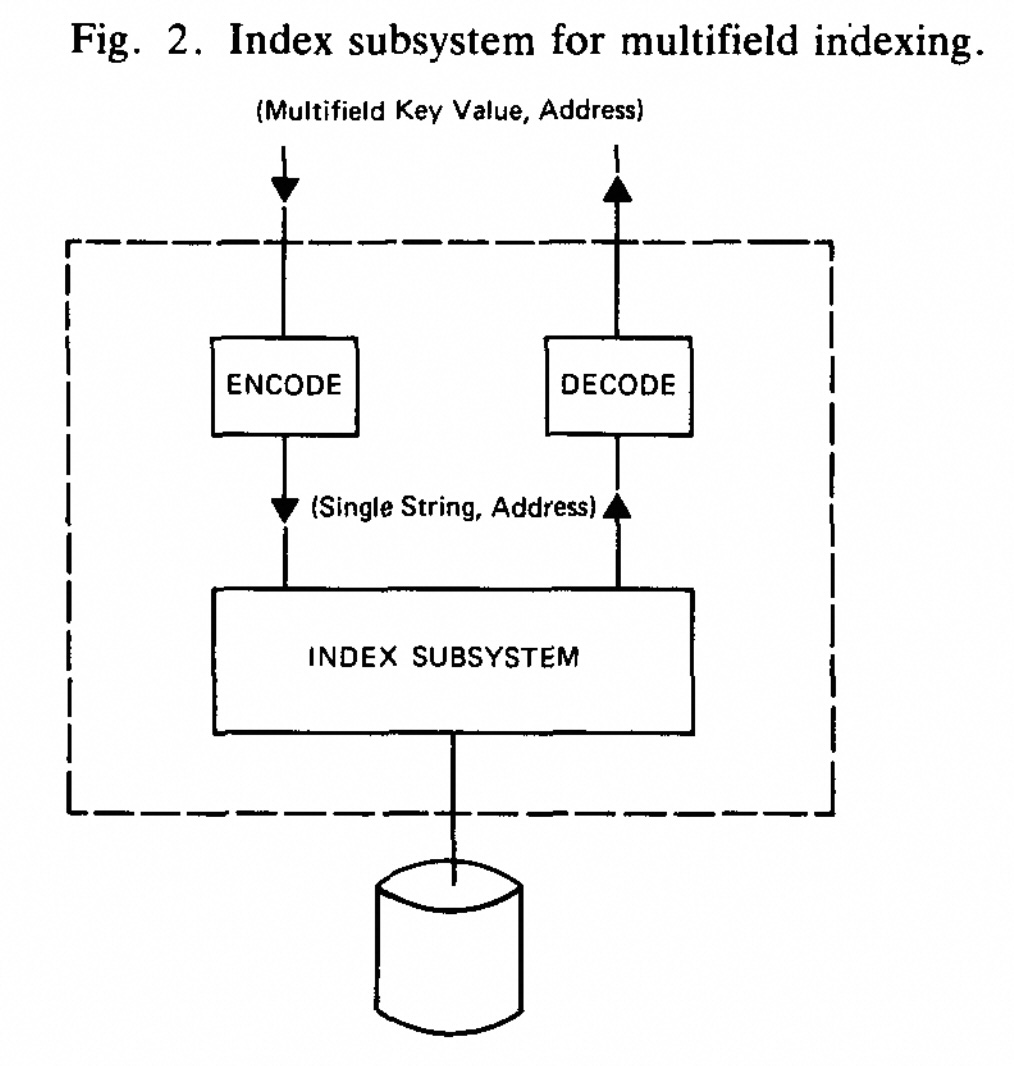 Fig. 2. Index subsystem for multifield indexing.
(Multifield Key Value, Address)
ENCODE
DECODE
(Single String, Address)
INDEX SUBSYSTEM